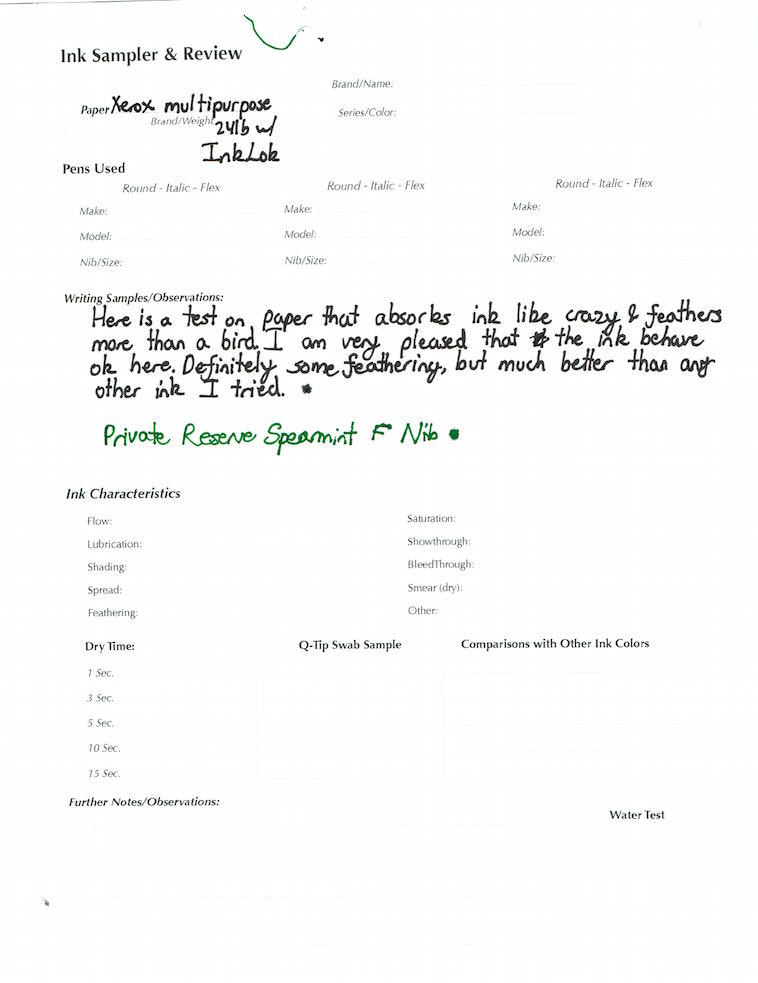 Ink Sampler & Review
Brand/Name:
Paper Xerox multipurpose
Series/Color:
Brand/Weight 24lb w/
InkLok
Pens Used
Round - Italic - Flex Round - Italic - Flex Round - Italic - Flex
Make: Make: Make:
Model: Model: Model:
Nib/Size: Nib/Size: Nib/Size:
Writing Samples/Observations:
Here is a test on paper that absorbs ink like crazy & feathers
more than a bird. I am very pleased that the ink behave
ok here. Definitely some feathering, but much better than any
other ink I tried.
Private Reserve Spearmint F Nib
Ink Characteristics
Flow: Saturation:
Lubrication: Showthrough:
Shading: BleedThrough:
Spread: Smear (dry):
Feathering: Other:
Dry Time: Q-Tip Swab Sample Comparisons with Other Ink Colors
1 Sec.
3 Sec.
5 Sec.
10 Sec.
15 Sec.
Further Notes/Observations:
Water Test